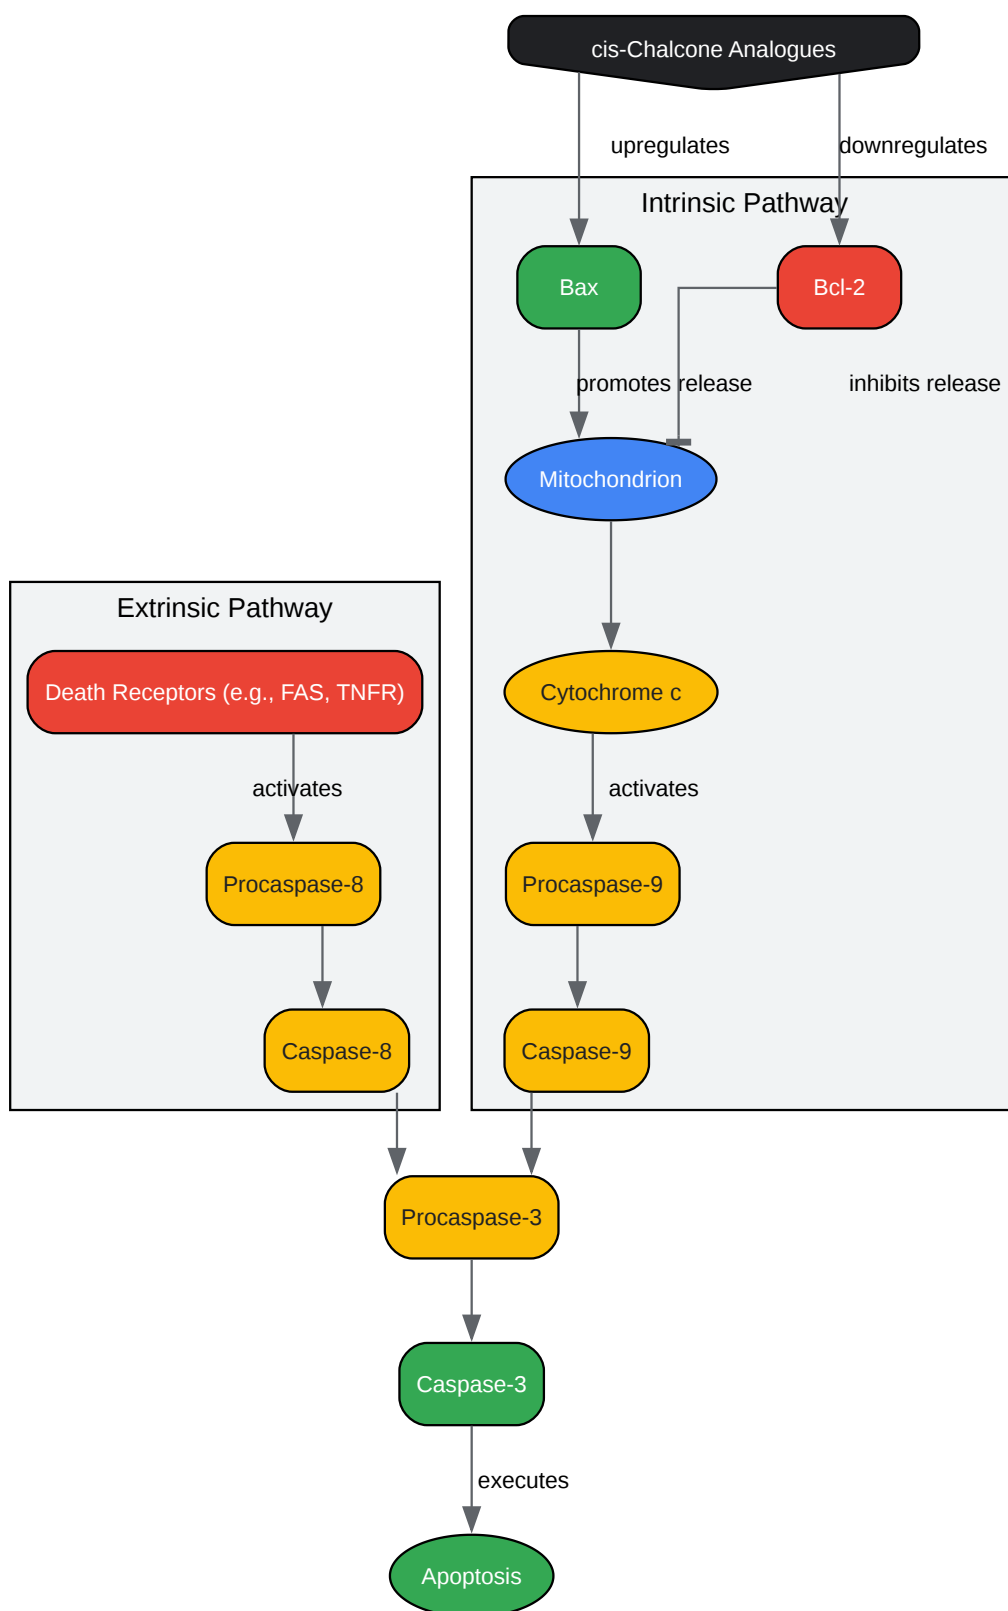 cis-Chalcone Analogues
upregulates
downregulates
Intrinsic Pathway
Bax
Bcl-2
promotes release
inhibits release
Mitochondrion
Extrinsic Pathway
Death Receptors (e.g., FAS, TNFR)
Cytochrome c
activates
activates
Procaspase-8
Procaspase-9
Caspase-8
Caspase-9
Procaspase-3
Caspase-3
executes
Apoptosis